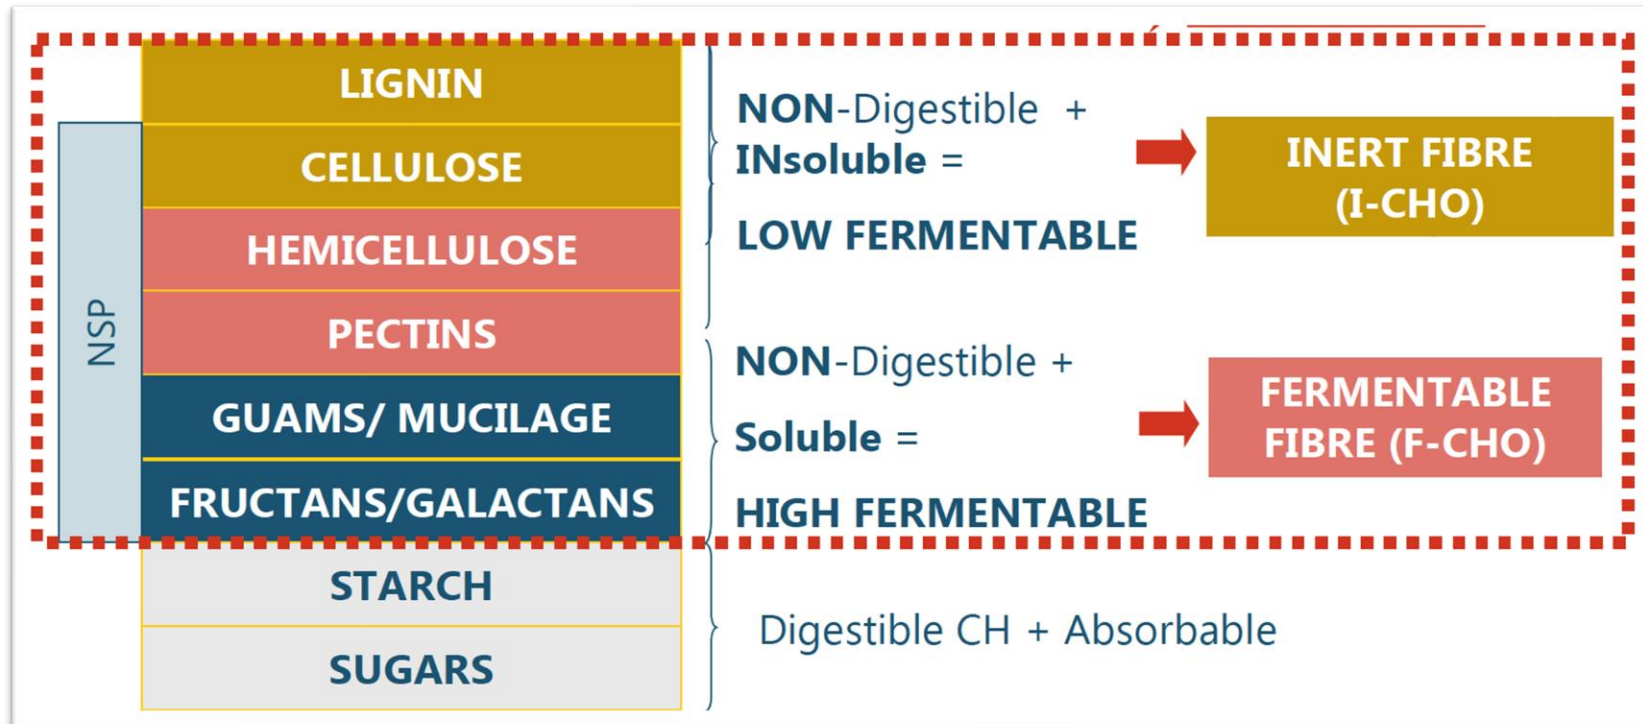 LIGNIN
CELLULOSE
HEMICELLULOSE
PECTINS
GUAMS/ MUCILAGE
FRUCTANS/GALACTANS
STARCH
SUGARS
NSP
NON-Digestible +
INsoluble =
LOW FERMENTABLE
NON-Digestible +
Soluble =
HIGH FERMENTABLE
Digestible CH + Absorbable
INERT FIBRE
(I-CHO)
FERMENTABLE
FIBRE (F-CHO)